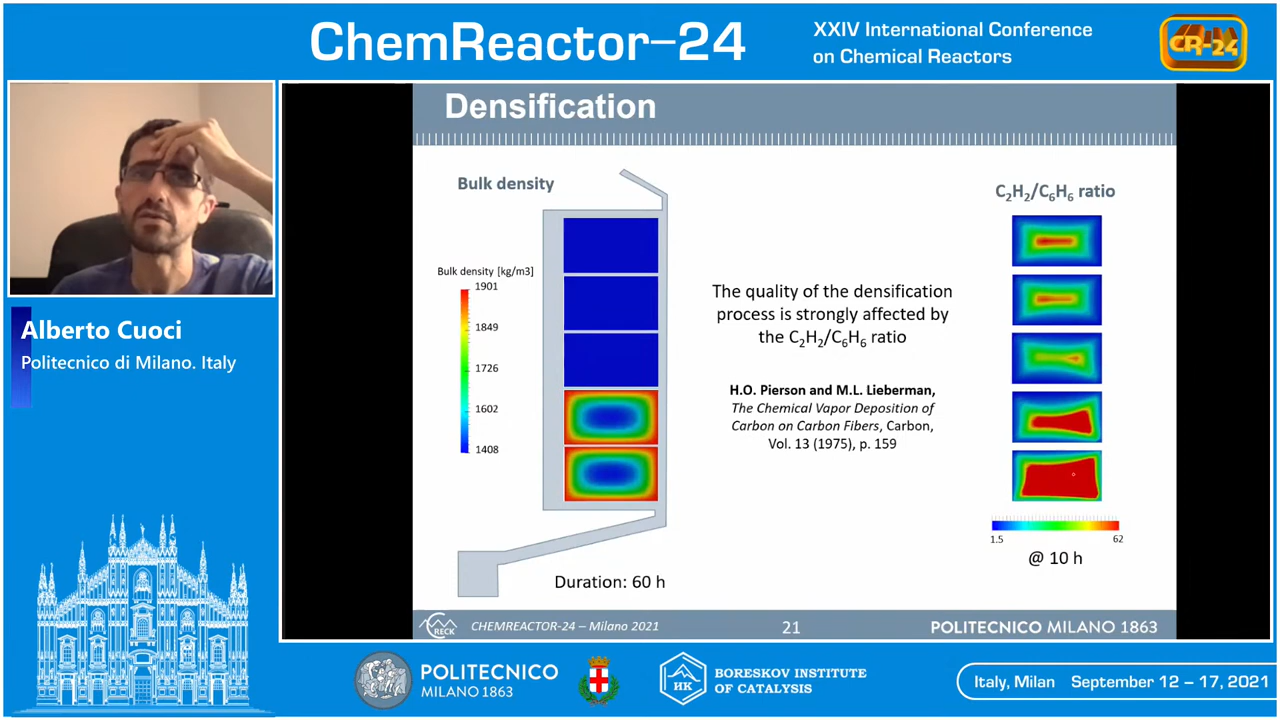 ChemReactor-24
XXIV International Conference
on Chemical Reactors
CR-24
Alberto Cuoci
Politecnico di Milano. Italy
Densification
Bulk density
Bulk density [kg/m3]
1901
1849
1726
1602
1408
Duration: 60 h
The quality of the densification
process is strongly affected by
the C₂H₂/C₆H₆ ratio
H.O. Pierson and M.L. Lieberman,
The Chemical Vapor Deposition of
Carbon on Carbon Fibers, Carbon,
Vol. 13 (1975), p. 159
C₂H₂/C₆H₆ ratio
1.5
62
@ 10 h
CRECK
CHEMREACTOR-24 – Milano 2021
21
POLITECNICO MILANO 1863
POLITECNICO
MILANO 1863
НК
BORESKOV INSTITUTE
OF CATALYSIS
Italy, Milan September 12 – 17, 2021